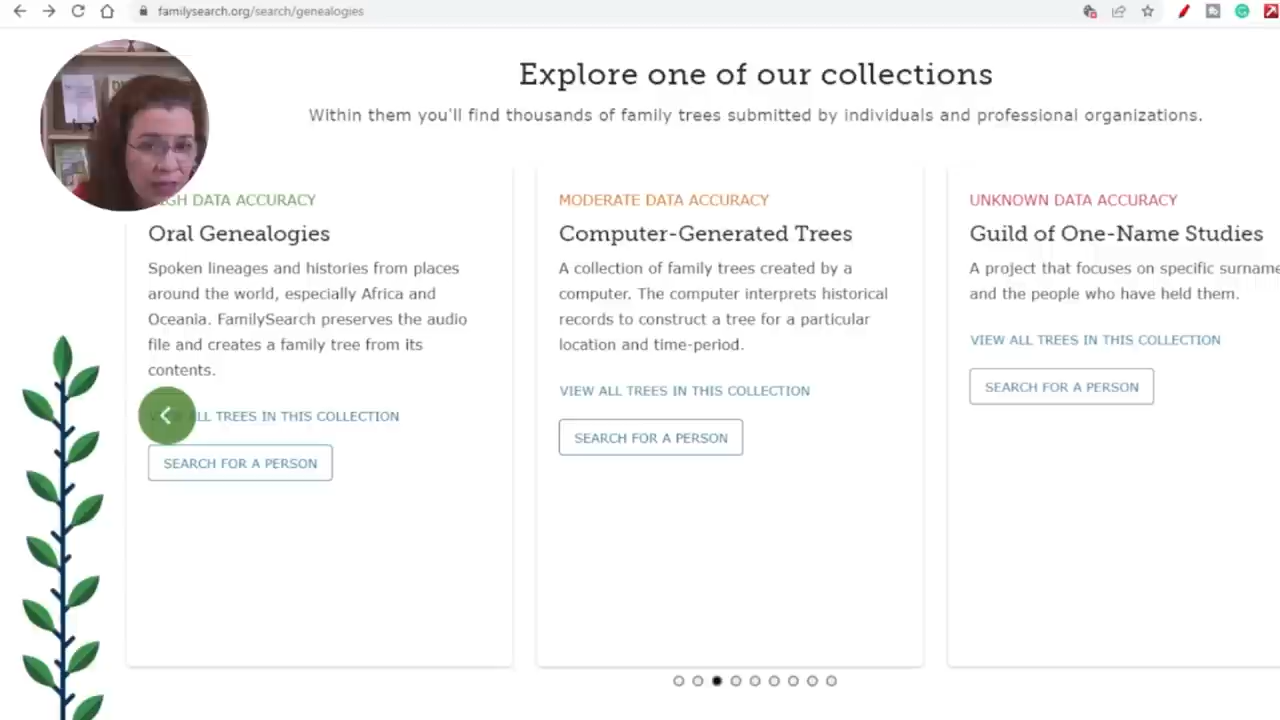 familysearch.org/search/genealogies
Explore one of our collections
Within them you'll find thousands of family trees submitted by individuals and professional organizations.
HIGH DATA ACCURACY
Oral Genealogies
Spoken lineages and histories from places
around the world, especially Africa and
Oceania. FamilySearch preserves the audio
file and creates a family tree from its
contents.
ALL TREES IN THIS COLLECTION
SEARCH FOR A PERSON
MODERATE DATA ACCURACY
Computer-Generated Trees
A collection of family trees created by a
computer. The computer interprets historical
records to construct a tree for a particular
location and time-period.
VIEW ALL TREES IN THIS COLLECTION
SEARCH FOR A PERSON
UNKNOWN DATA ACCURACY
Guild of One-Name Studies
A project that focuses on specific surname
and the people who have held them.
VIEW ALL TREES IN THIS COLLECTION
SEARCH FOR A PERSON